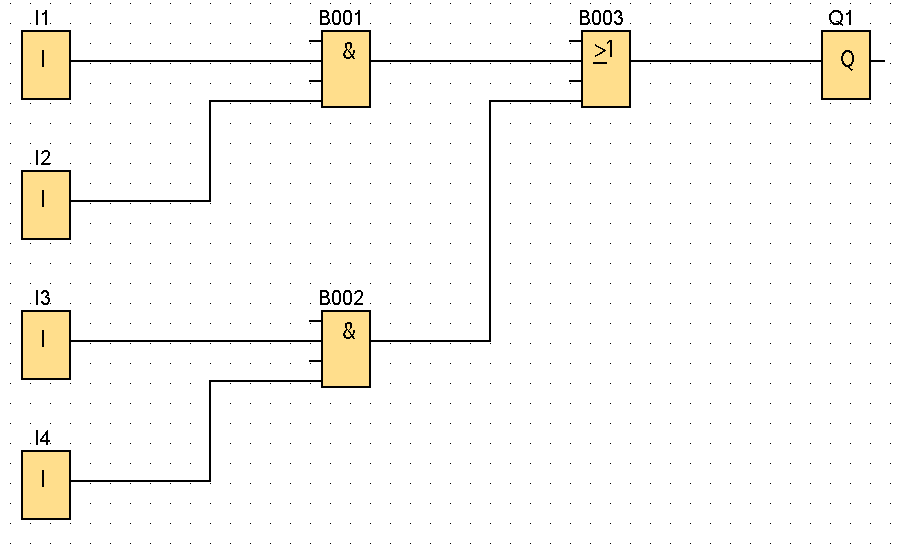 I1
B001
B003
Q1
I
&
≥1
Q
I2
I
I3
B002
I
&
I4
I